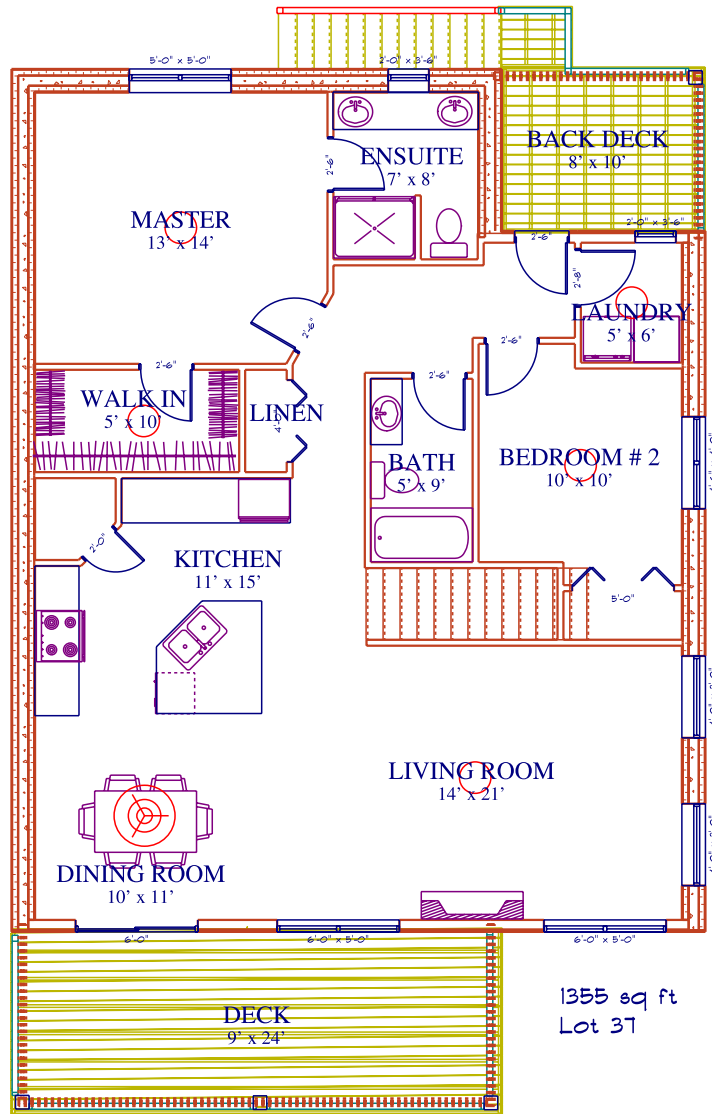 5'-0" x 5'-0"
2'-0" x 3'-6"
BACK DECK
8' x 10'
ENSUITE
7' x 8'
2'-6"
MASTER
13' x 14'
2'-0" x 3'-6"
2'-6"
2'-8"
LAUNDRY
5' x 6'
2'-6"
2'-6"
2'-6"
2'-6"
WALK IN
5' x 10'
LINEN
BATH
5' x 9'
BEDROOM # 2
10' x 10'
2'-0"
KITCHEN
11' x 15'
5'-0"
LIVING ROOM
14' x 21'
DINING ROOM
10' x 11'
6'-0"
6'-0" x 5'-0"
6'-0" x 5'-0"
DECK
9' x 24'
1355 sq ft
Lot 37